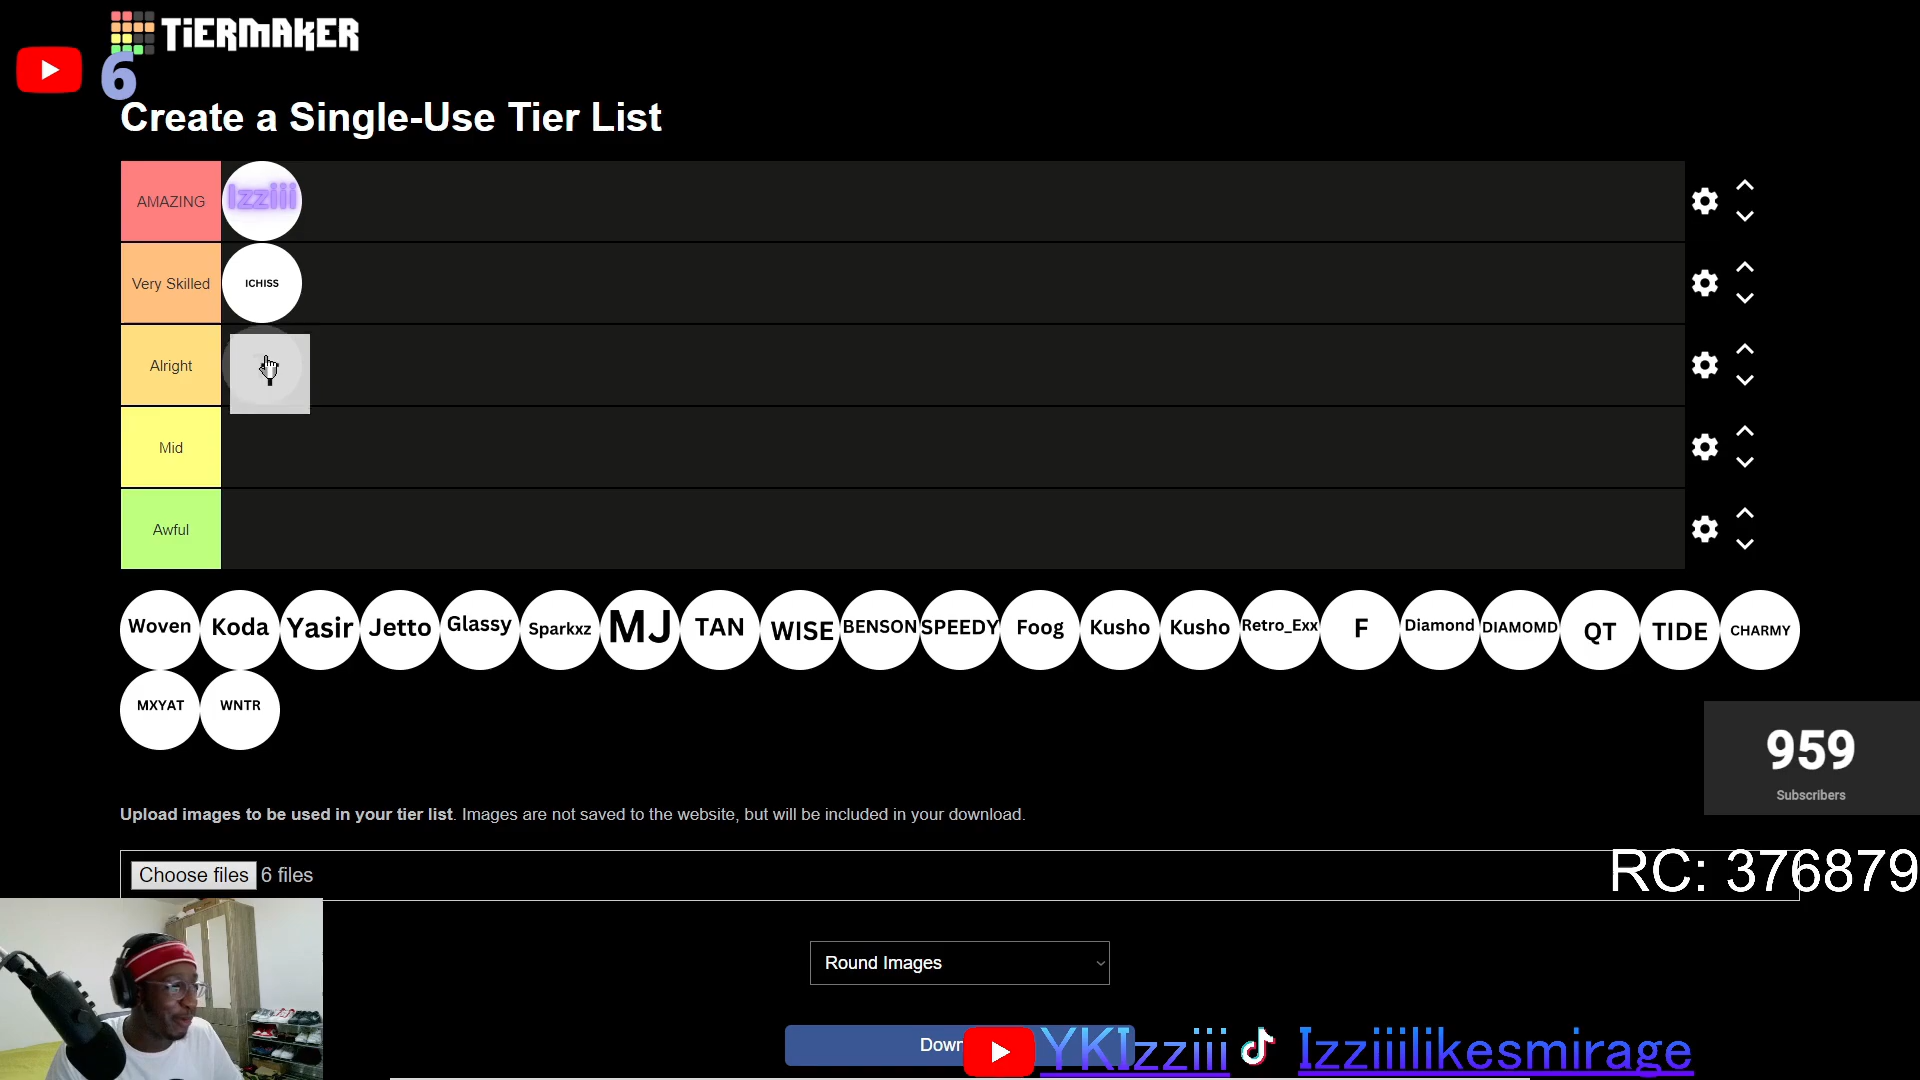 TiERMAKER
6
Create a Single-Use Tier List
AMAZING
Izziii
Very Skilled
ICHISS
Alright
Mid
Awful
Woven Koda Yasir Jetto Glassy Sparkxz MJ TAN WISE BENSON SPEEDY Foog Kusho Kusho Retro_Exx F Diamond DIAMOMD QT TIDE CHARMY
MXYAT WNTR
959
Subscribers
Upload images to be used in your tier list. Images are not saved to the website, but will be included in your download.
RC: 376879
Choose files 6 files
Round Images
Down
YKIzziii Izziiilikesmirage